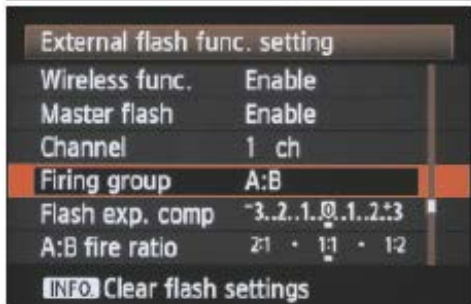 External flash func. setting
Wireless func. Enable
Master flash Enable
Channel 1 ch
Firing group A:B
Flash exp. comp -3..2..1..0..1..2..+3
A:B fire ratio 2:1 · 1:1 · 1:2
INFO. Clear flash settings